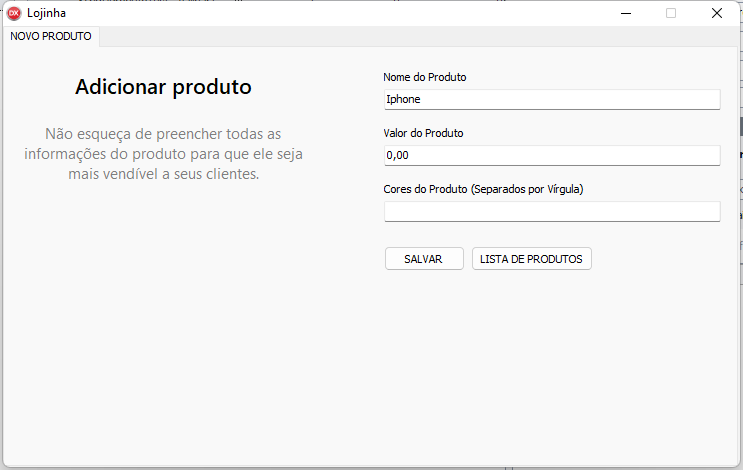 DX Lojinha
NOVO PRODUTO
Adicionar produto
Não esqueça de preencher todas as
informações do produto para que ele seja
mais vendível a seus clientes.
Nome do Produto
Iphone
Valor do Produto
0,00
Cores do Produto (Separados por Vírgula)
SALVAR
LISTA DE PRODUTOS